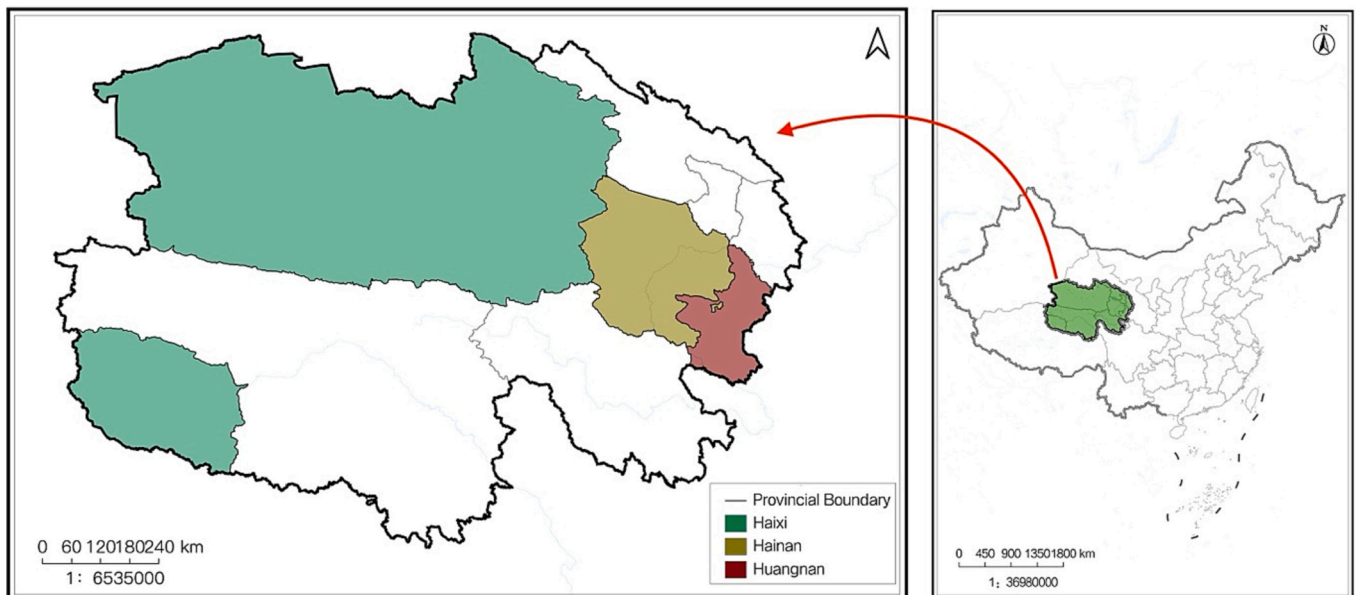 Provincial Boundary
Haixi
Hainan
Huangnan
0 60 120180240 km
1: 6535000
N
0 450 900 13501800 km
1: 36980000